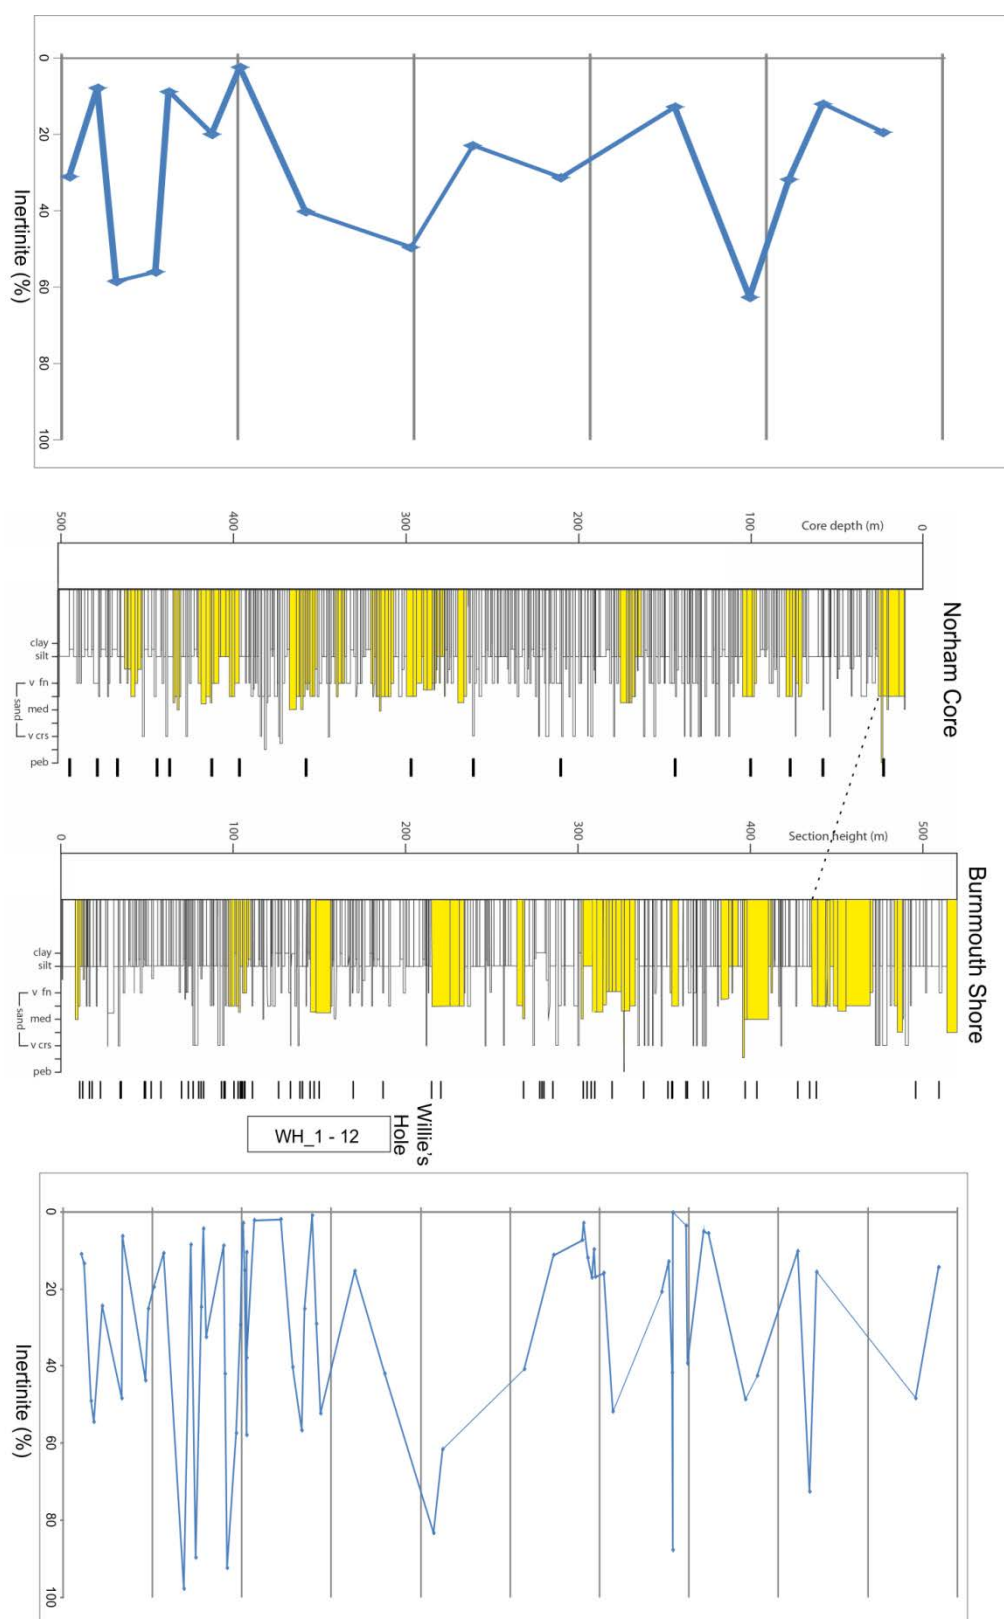 0
20
40
60
80
100
Inertinite (%)
500
400
300
200
100
0
Core depth (m)
Norham Core
clay
silt
v fn
sand
med
v crs
peb
0
100
200
300
400
500
Section height (m)
Burnmouth Shore
clay
silt
v fn
sand
med
v crs
peb
WH_1 - 12
Willie's
Hole
0
20
40
60
80
100
Inertinite (%)